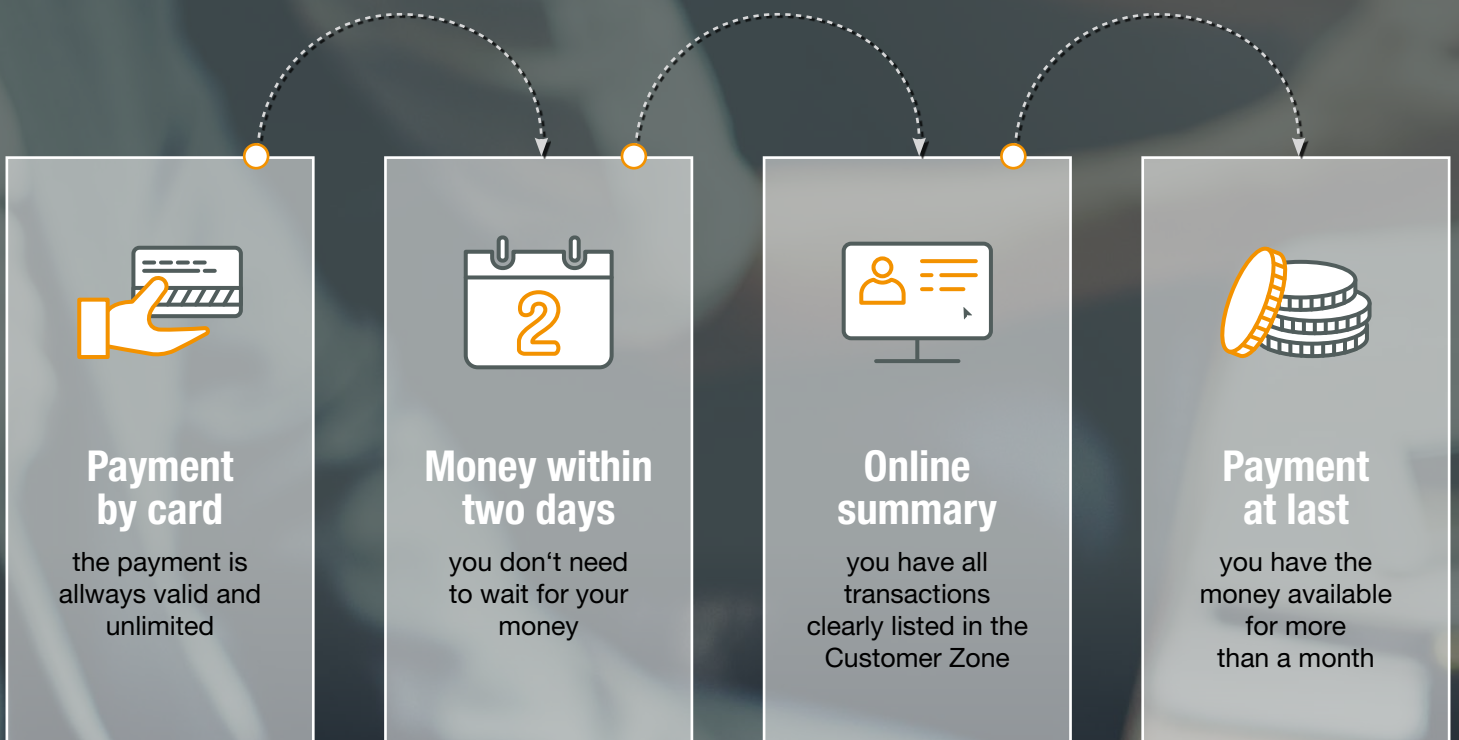 2
Payment
by card
the payment is
allways valid and
unlimited
Money within
two days
you don‘t need
to wait for your
money
Online
summary
you have all
transactions
clearly listed in the
Customer Zone
Payment
at last
you have the
money available
for more
than a month